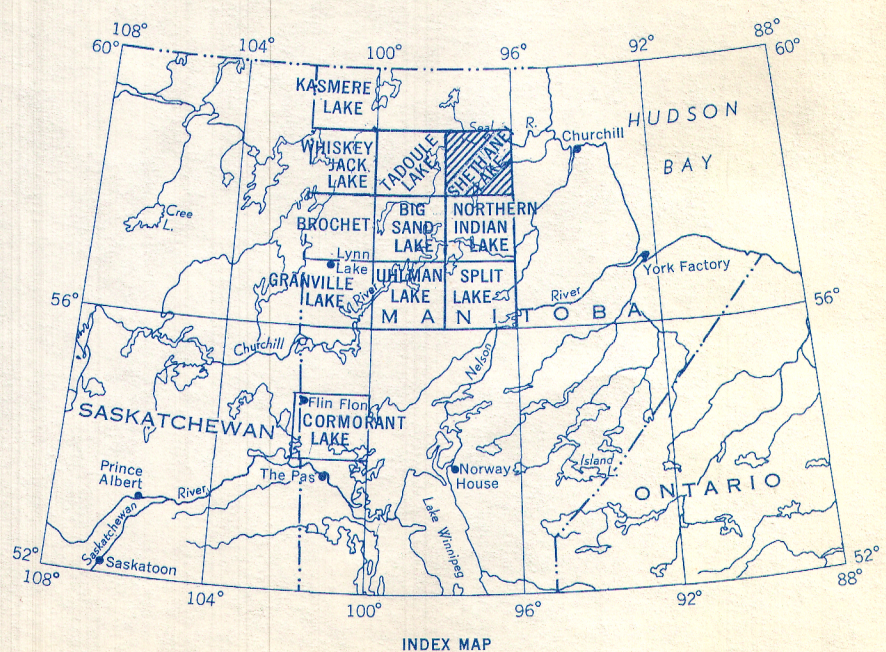 108°
60°
104°
100°
96°
92°
88°
60°
KASMERE
LAKE
Seal R.
Churchill
HUDSON
BAY
WHISKEY
JACK
LAKE
TADOULE
LAKE
SHETHANEI
LAKE
Cree
L.
BROCHET
BIG
SAND
LAKE
NORTHERN
INDIAN
LAKE
Lynn
Lake
York Factory
GRANVILLE
LAKE
River
UHLMAN
LAKE
SPLIT
LAKE
River
56°
56°
MANITOBA
Churchill
Nelson
Flin Flon
CORMORANT
LAKE
SASKATCHEWAN
Prince
Albert
River
The Pas
Norway
House
Island
L.
ONTARIO
Saskatchewan
Lake Winnipeg
Saskatoon
52°
108°
104°
100°
96°
92°
52°
88°
INDEX MAP